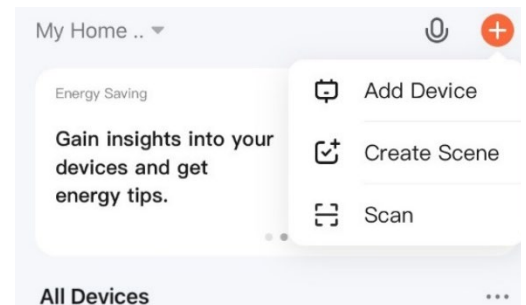 My Home ..
Energy Saving
Gain insights into your
devices and get
energy tips.
Add Device
Create Scene
Scan
All Devices